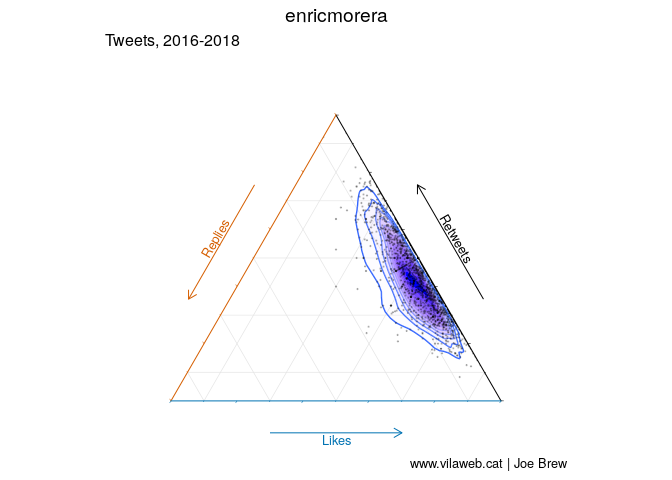 enricmorera
Tweets, 2016-2018
Replies
Retweets
Likes
www.vilaweb.cat | Joe Brew